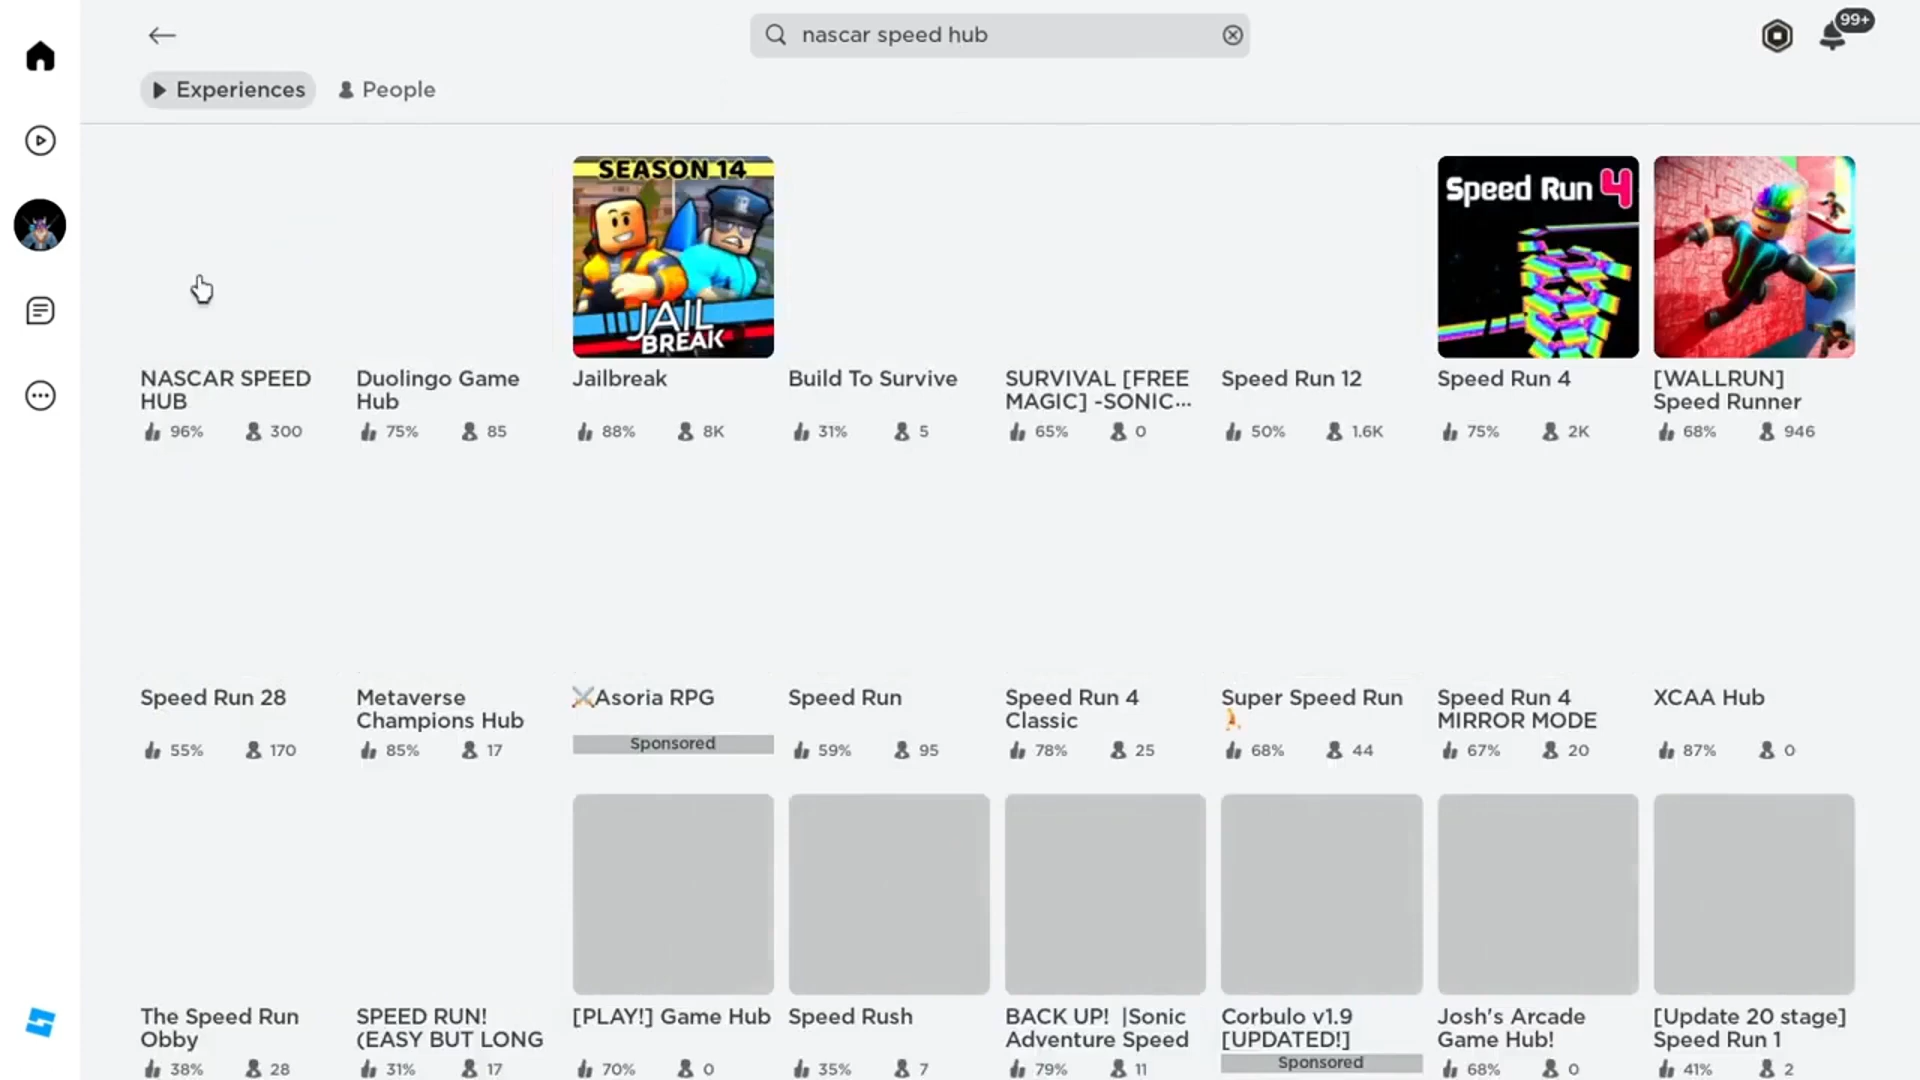 nascar speed hub
99+
Experiences
People
SEASON 14
JAIL
BREAK
Speed Run 4
NASCAR SPEED
HUB
96% 300
Duolingo Game
Hub
75% 85
Jailbreak
88% 8K
Build To Survive
31% 5
SURVIVAL [FREE
MAGIC] -SONIC...
65% 0
Speed Run 12
50% 1.6K
Speed Run 4
75% 2K
[WALLRUN]
Speed Runner
68% 946
Speed Run 28
55% 170
Metaverse
Champions Hub
85% 17
⚔️Asoria RPG
Sponsored
Speed Run
59% 95
Speed Run 4
Classic
78% 25
Super Speed Run
68% 44
Speed Run 4
MIRROR MODE
67% 20
XCAA Hub
87% 0
The Speed Run
Obby
38% 28
SPEED RUN!
(EASY BUT LONG
31% 17
[PLAY!] Game Hub
70% 0
Speed Rush
35% 7
BACK UP! |Sonic
Adventure Speed
79% 11
Corbulo v1.9
[UPDATED!]
Sponsored
Josh's Arcade
Game Hub!
68% 0
[Update 20 stage]
Speed Run 1
41% 2